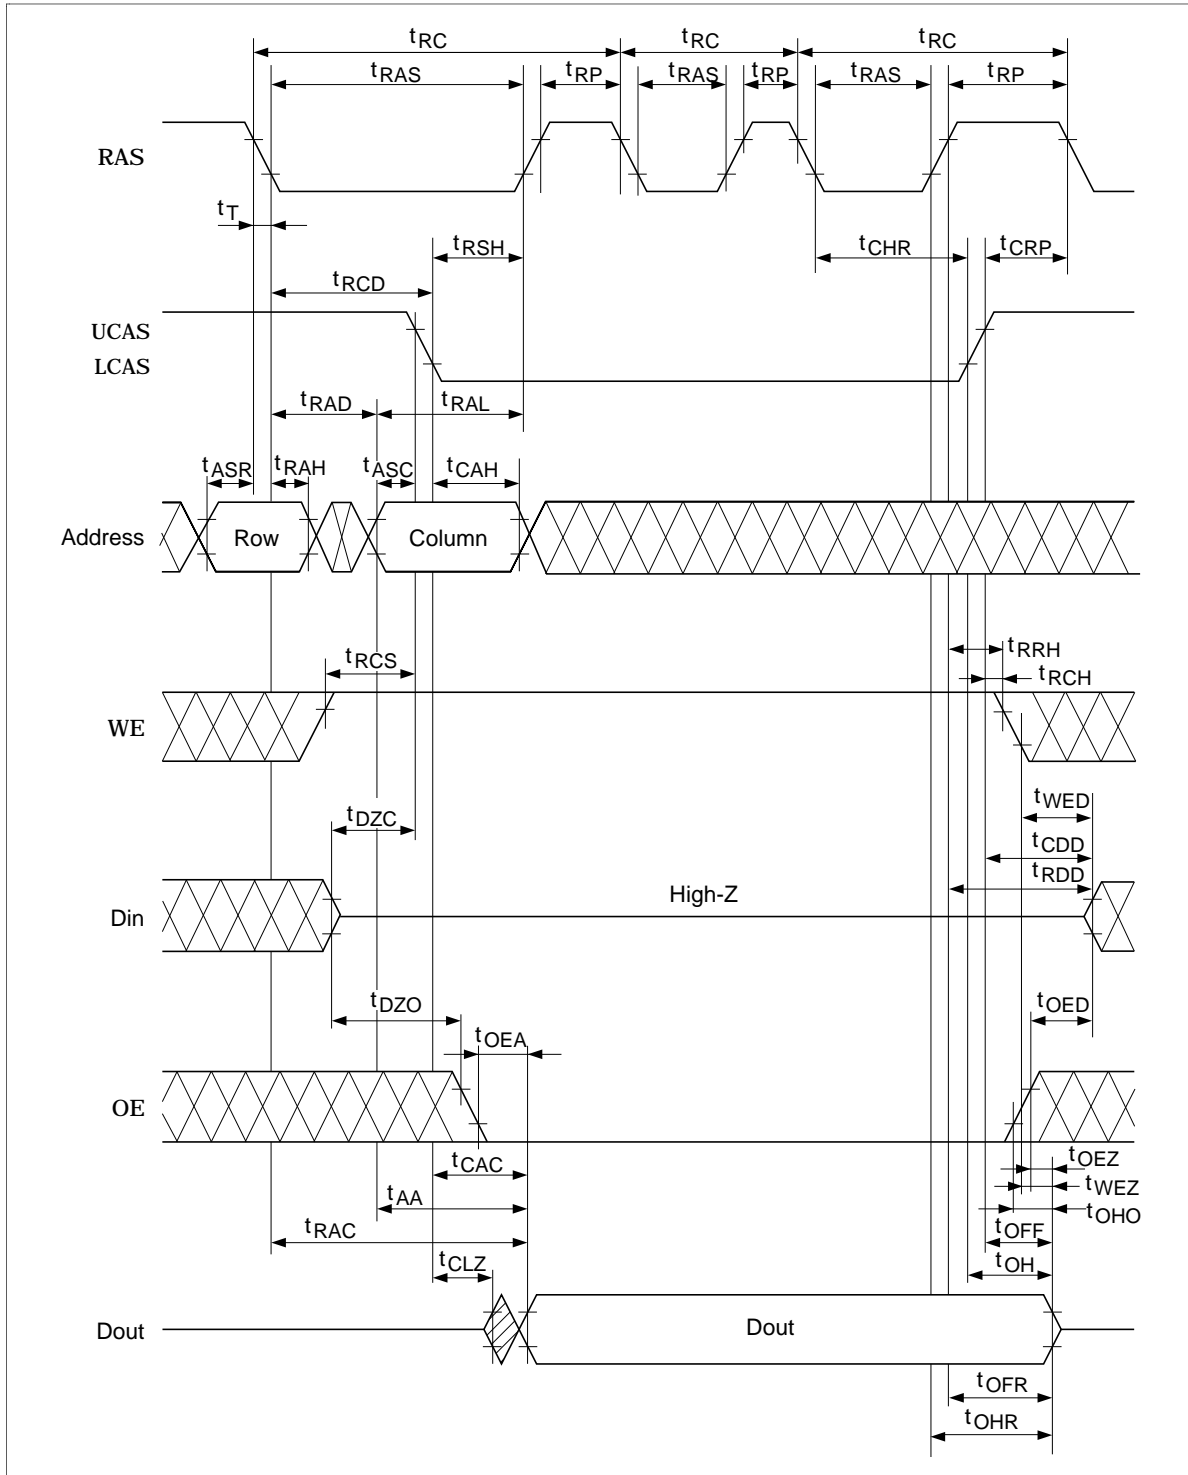 tRC tRC tRC
tRAS tRP tRAS tRP tRAS tRP
RAS
tT
tRSH tCHR tCRP
tRCD
UCAS
LCAS
tRAD tRAL
tASR tRAH tASC tCAH
Address Row Column
tRRH
tRCS
tRCH
WE
tWED
tDZC
tCDD
tRDD
High-Z
Din
tDZO tOED
tOEA
OE
tOEZ
tCAC
tWEZ
tAA
tOHO
tRAC tOFF
tCLZ tOH
Dout Dout
tOFR
tOHR